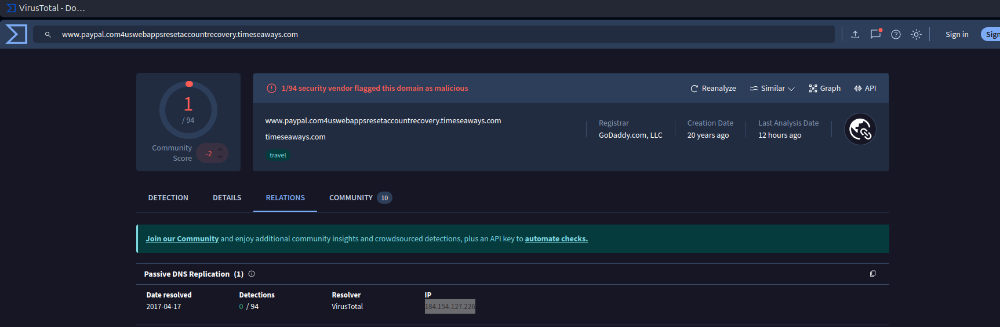 VirusTotal - Do...
www.paypal.com4uswebappsresetaccountrecovery.timeseaways.com
Sign in
Sign
1
/ 94
Community Score
-2
1/94 security vendor flagged this domain as malicious
Reanalyze
Similar
Graph
API
www.paypal.com4uswebappsresetaccountrecovery.timeseaways.com
timeseaways.com
travel
Registrar
GoDaddy.com, LLC
Creation Date
20 years ago
Last Analysis Date
12 hours ago
DETECTION DETAILS RELATIONS COMMUNITY 10
Join our Community and enjoy additional community insights and crowdsourced detections, plus an API key to automate checks.
Passive DNS Replication (1)
Date resolved Detections Resolver IP
2017-04-17 0 / 94 VirusTotal 184.154.127.226